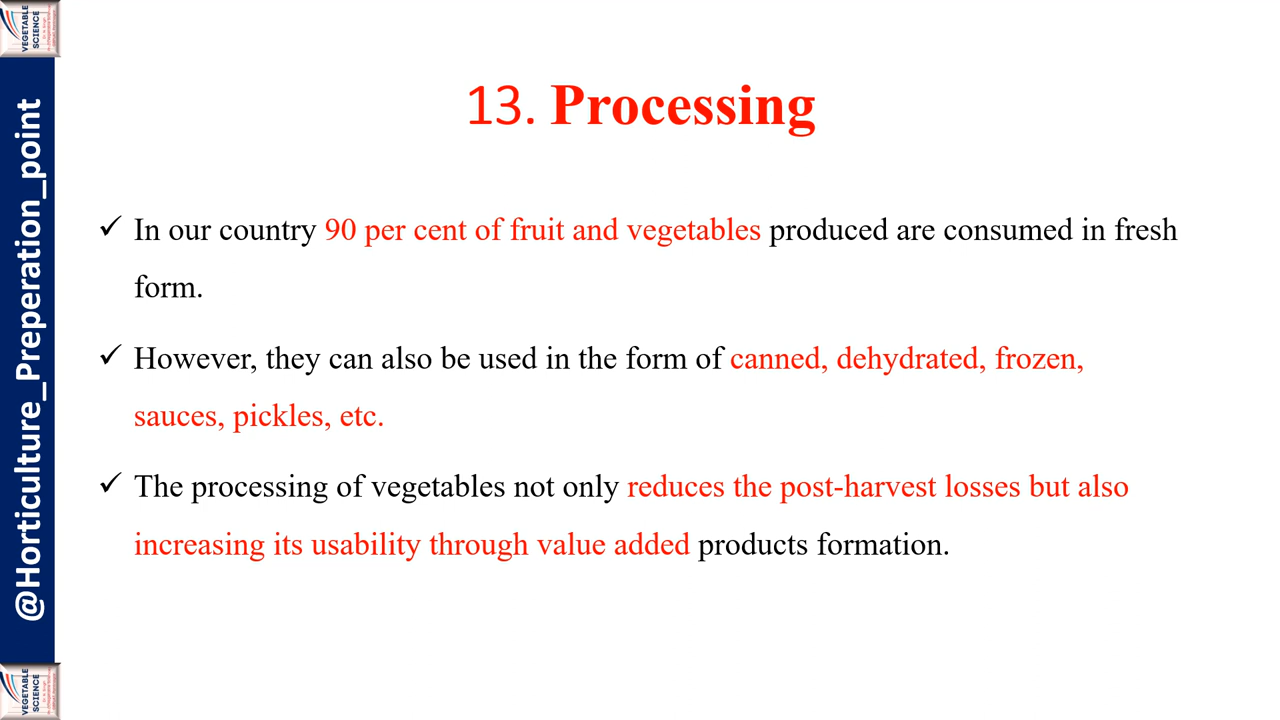 13. Processing
✓ In our country 90 per cent of fruit and vegetables produced are consumed in fresh
form.
✓ However, they can also be used in the form of canned, dehydrated, frozen,
sauces, pickles, etc.
✓ The processing of vegetables not only reduces the post-harvest losses but also
increasing its usability through value added products formation.
@Horticulture_Preperation_point
VEGETABLE
SCIENCE
VEGETABLE
SCIENCE